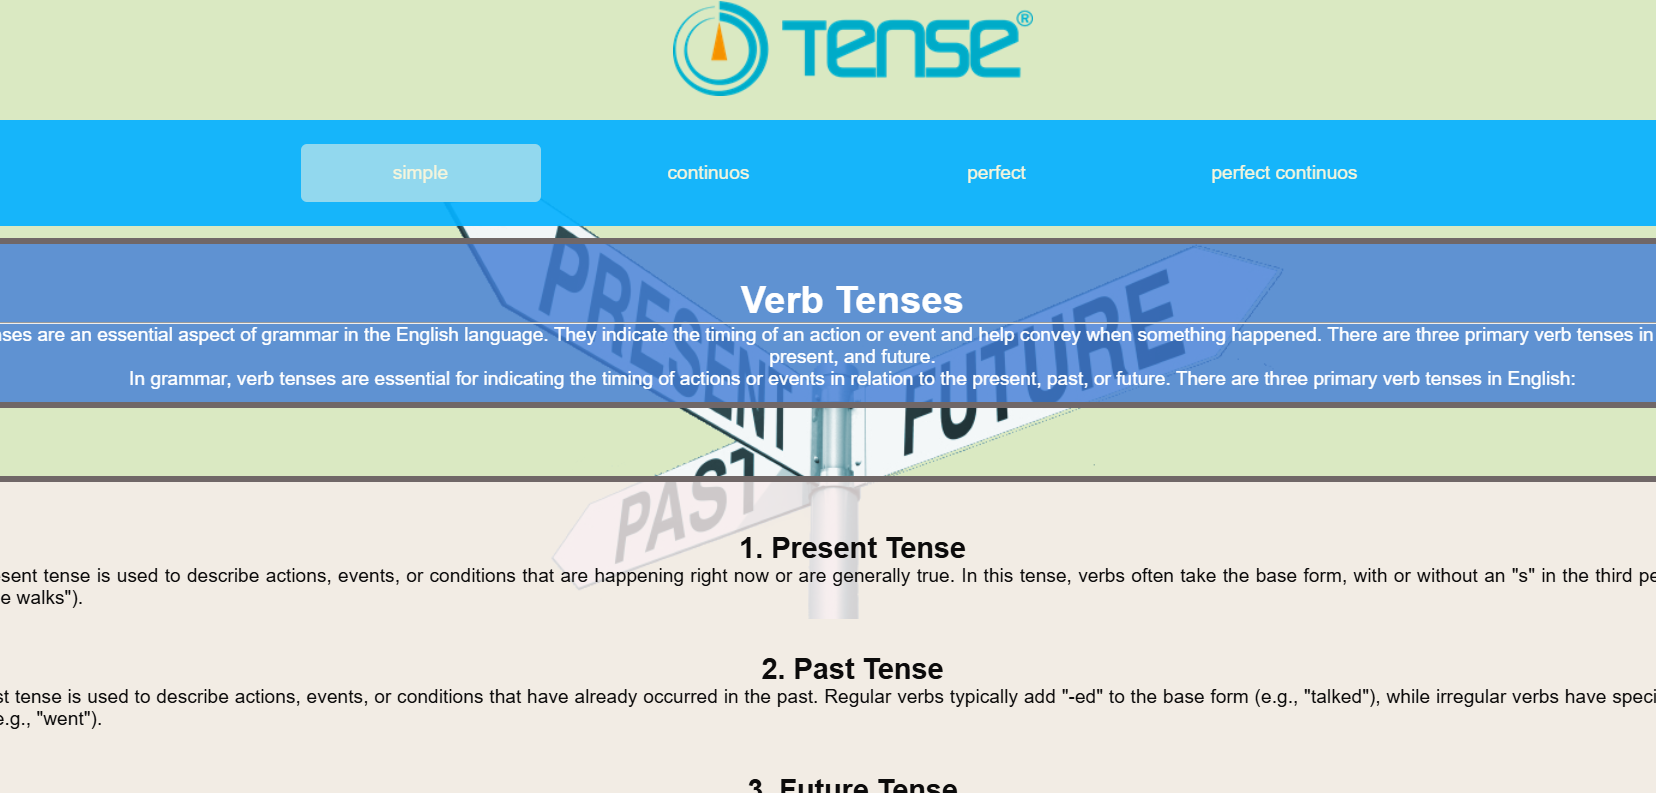 TENSE®
simple
continuos
perfect
perfect continuos
PRESENT
FUTURE
PAST
Verb Tenses
are an essential aspect of grammar in the English language. They indicate the timing of an action or event and help convey when something happened. There are three primary verb tenses in
present, and future.
In grammar, verb tenses are essential for indicating the timing of actions or events in relation to the present, past, or future. There are three primary verb tenses in English:
1. Present Tense
tense is used to describe actions, events, or conditions that are happening right now or are generally true. In this tense, verbs often take the base form, with or without an "s" in the third
walks").
2. Past Tense
tense is used to describe actions, events, or conditions that have already occurred in the past. Regular verbs typically add "-ed" to the base form (e.g., "talked"), while irregular verbs have
"went").
3. Future Tense